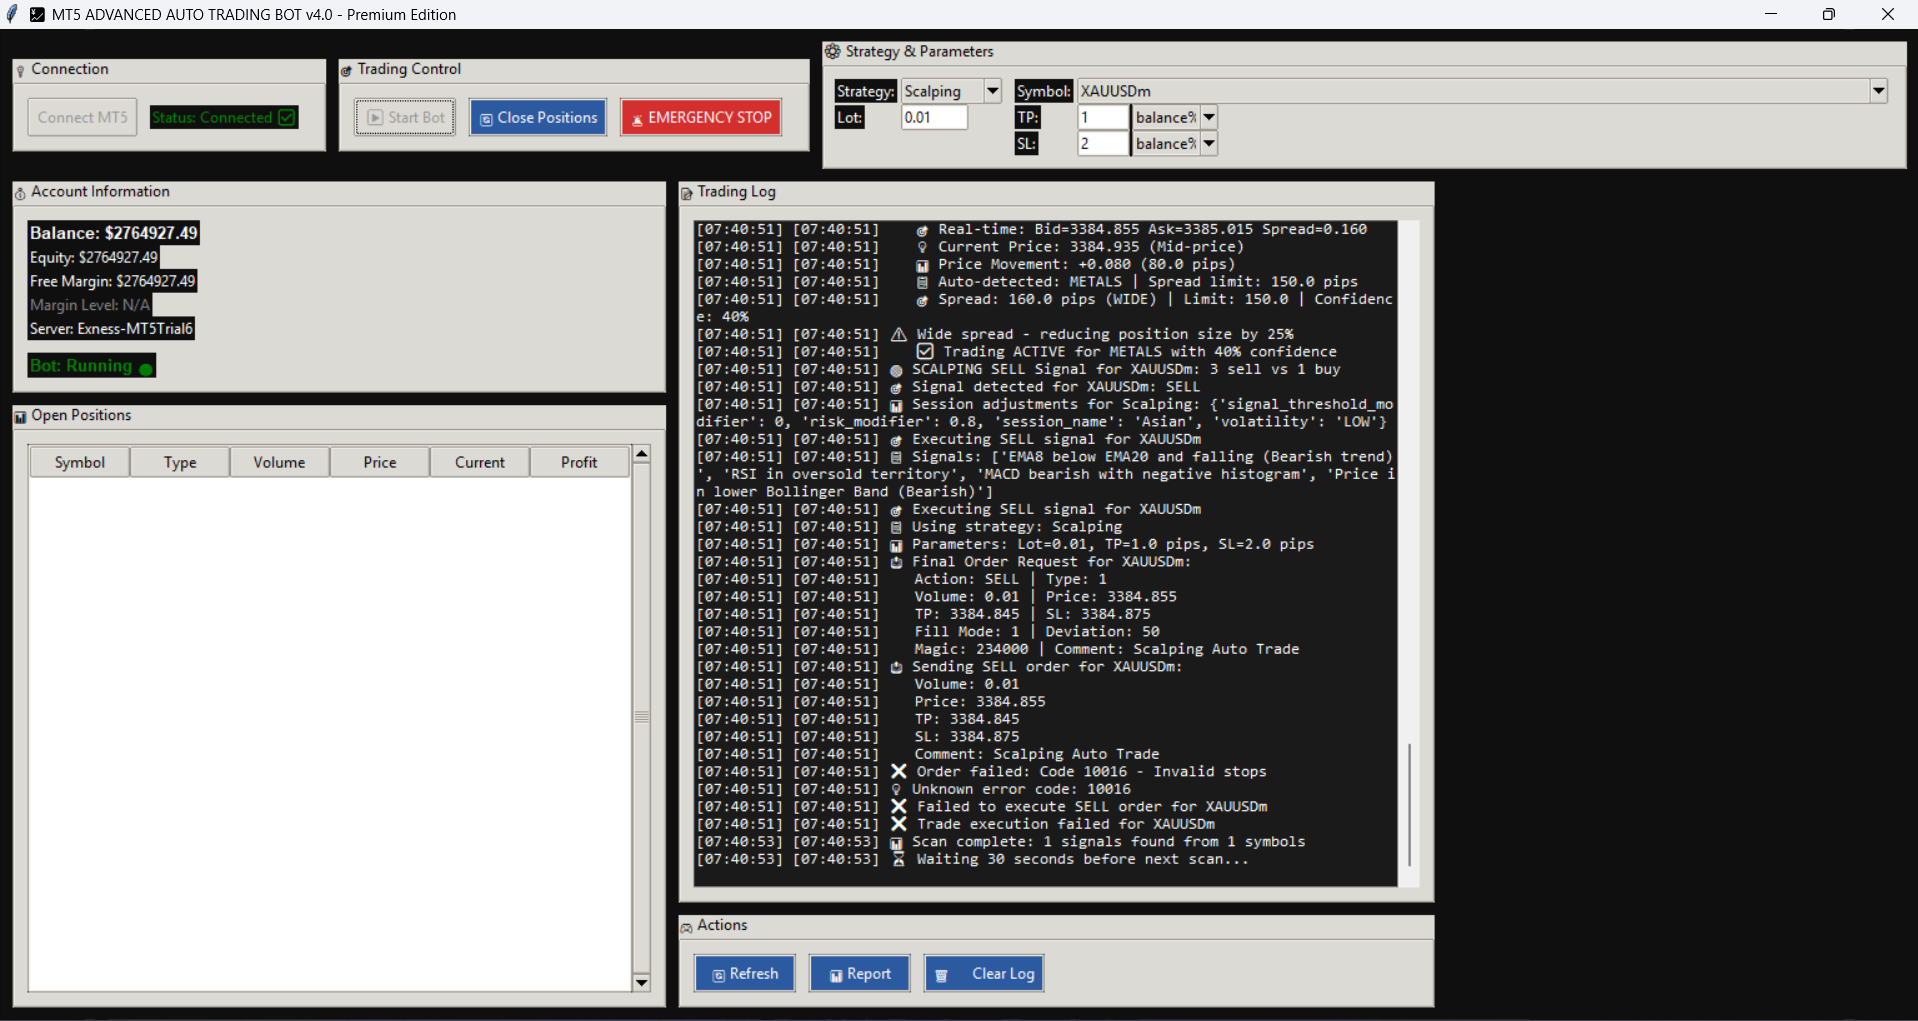 MT5 ADVANCED AUTO TRADING BOT v4.0 - Premium Edition
Connection
Connect MT5
Status: Connected
Trading Control
Start Bot
Close Positions
EMERGENCY STOP
Strategy & Parameters
Strategy:
Scalping
Symbol:
XAUUSDm
Lot:
0.01
TP:
1
balance%
SL:
2
balance%
Account Information
Balance: $2764927.49
Equity: $2764927.49
Free Margin: $2764927.49
Margin Level: N/A
Server: Exness-MT5Trial6
Bot: Running
Open Positions
Symbol Type Volume Price Current Profit
Trading Log
[07:40:51] [07:40:51] Real-time: Bid=3384.855 Ask=3385.015 Spread=0.160
[07:40:51] [07:40:51] Current Price: 3384.935 (Mid-price)
[07:40:51] [07:40:51] Price Movement: +0.080 (80.0 pips)
[07:40:51] [07:40:51] Auto-detected: METALS | Spread limit: 150.0 pips
[07:40:51] [07:40:51] Spread: 160.0 pips (WIDE) | Limit: 150.0 | Confidenc
e: 40%
[07:40:51] [07:40:51] Wide spread - reducing position size by 25%
[07:40:51] [07:40:51] Trading ACTIVE for METALS with 40% confidence
[07:40:51] [07:40:51] SCALPING SELL Signal for XAUUSDm: 3 sell vs 1 buy
[07:40:51] [07:40:51] Signal detected for XAUUSDm: SELL
[07:40:51] [07:40:51] Session adjustments for Scalping: {'signal_threshold_mo
difier': 0, 'risk_modifier': 0.8, 'session_name': 'Asian', 'volatility': 'LOW'}
[07:40:51] [07:40:51] Executing SELL signal for XAUUSDm
[07:40:51] [07:40:51] Signals: ['EMA8 below EMA20 and falling (Bearish trend)
', 'RSI in oversold territory', 'MACD bearish with negative histogram', 'Price i
n lower Bollinger Band (Bearish)']
[07:40:51] [07:40:51] Executing SELL signal for XAUUSDm
[07:40:51] [07:40:51] Using strategy: Scalping
[07:40:51] [07:40:51] Parameters: Lot=0.01, TP=1.0 pips, SL=2.0 pips
[07:40:51] [07:40:51] Final Order Request for XAUUSDm:
[07:40:51] [07:40:51] Action: SELL | Type: 1
[07:40:51] [07:40:51] Volume: 0.01 | Price: 3384.855
[07:40:51] [07:40:51] TP: 3384.845 | SL: 3384.875
[07:40:51] [07:40:51] Fill Mode: 1 | Deviation: 50
[07:40:51] [07:40:51] Magic: 234000 | Comment: Scalping Auto Trade
[07:40:51] [07:40:51] Sending SELL order for XAUUSDm:
[07:40:51] [07:40:51] Volume: 0.01
[07:40:51] [07:40:51] Price: 3384.855
[07:40:51] [07:40:51] TP: 3384.845
[07:40:51] [07:40:51] SL: 3384.875
[07:40:51] [07:40:51] Comment: Scalping Auto Trade
[07:40:51] [07:40:51] Order failed: Code 10016 - Invalid stops
[07:40:51] [07:40:51] Unknown error code: 10016
[07:40:51] [07:40:51] Failed to execute SELL order for XAUUSDm
[07:40:51] [07:40:51] Trade execution failed for XAUUSDm
[07:40:53] [07:40:53] Scan complete: 1 signals found from 1 symbols
[07:40:53] [07:40:53] Waiting 30 seconds before next scan...
Actions
Refresh
Report
Clear Log